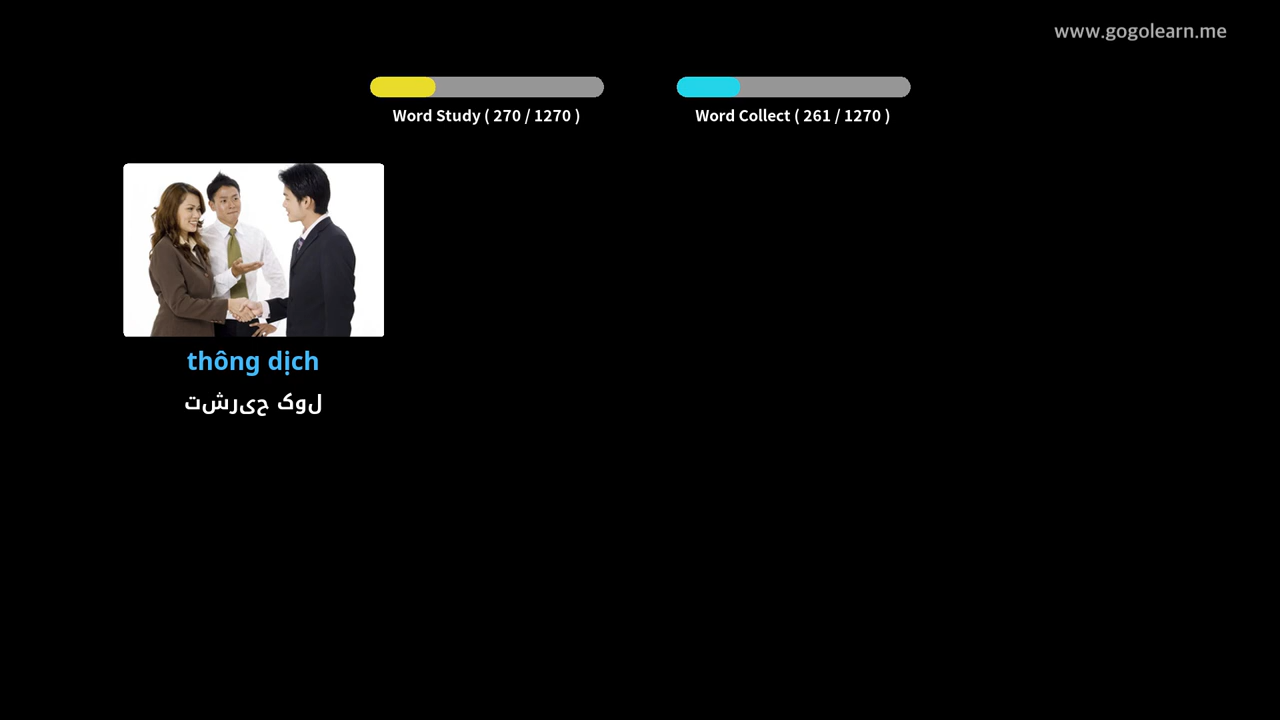 www.gogolearn.me
Word Study ( 270 / 1270 )
Word Collect ( 261 / 1270 )
thông dịch
تشریح کول